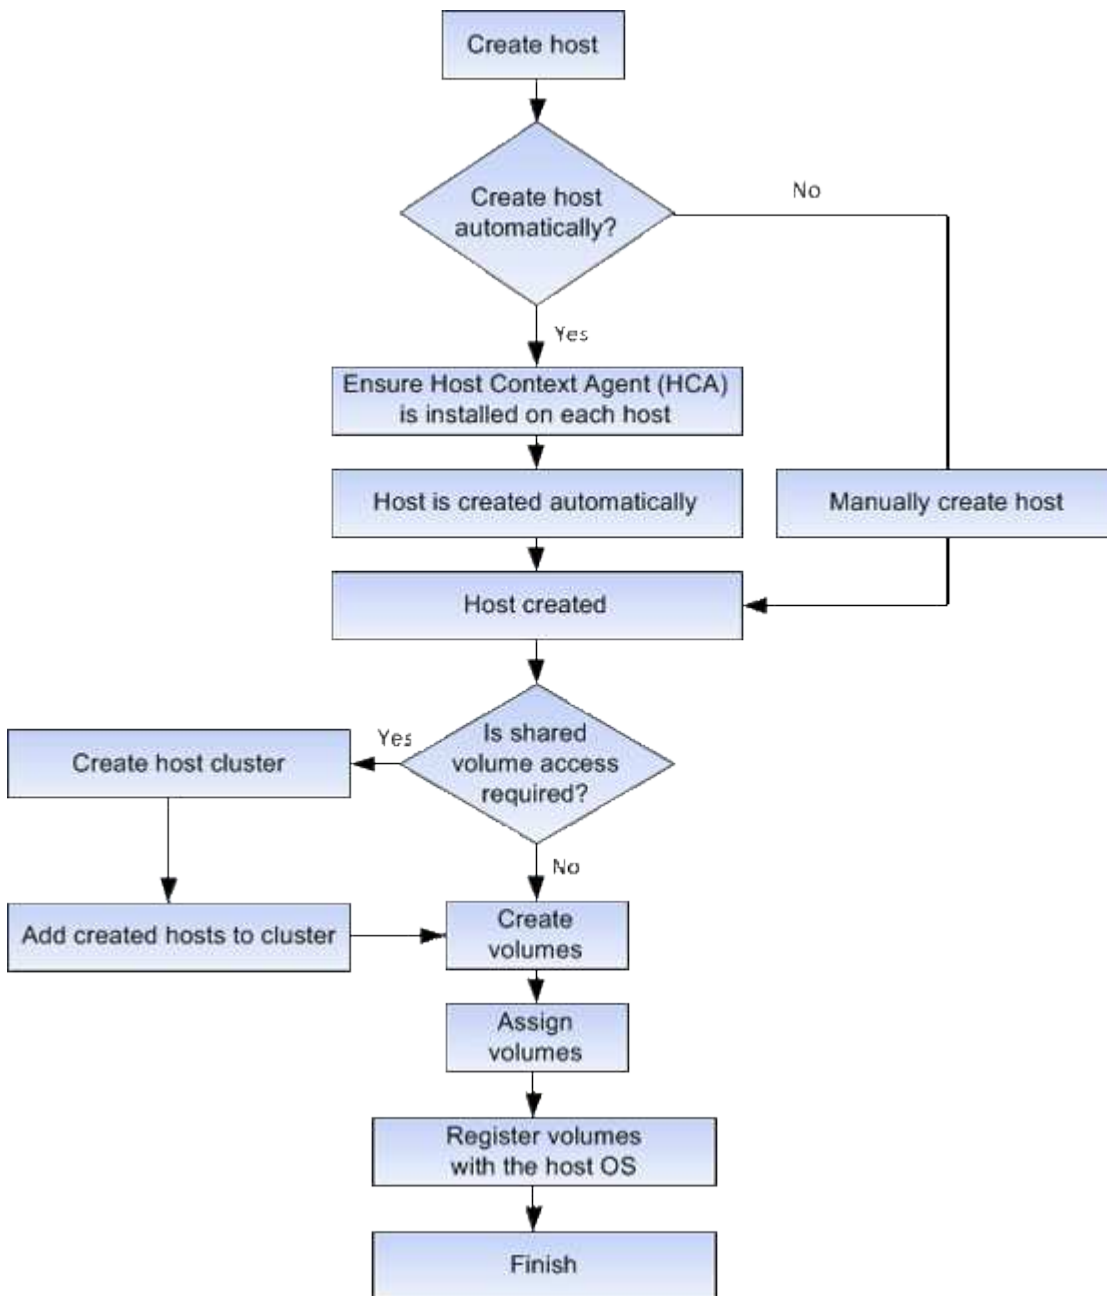 Create host
Create host
automatically?
No
Yes
Ensure Host Context Agent (HCA)
is installed on each host
Host is created automatically
Manually create host
Host created
Is shared
volume access
required?
Yes
Create host cluster
No
Add created hosts to cluster
Create
volumes
Assign
volumes
Register volumes
with the host OS
Finish